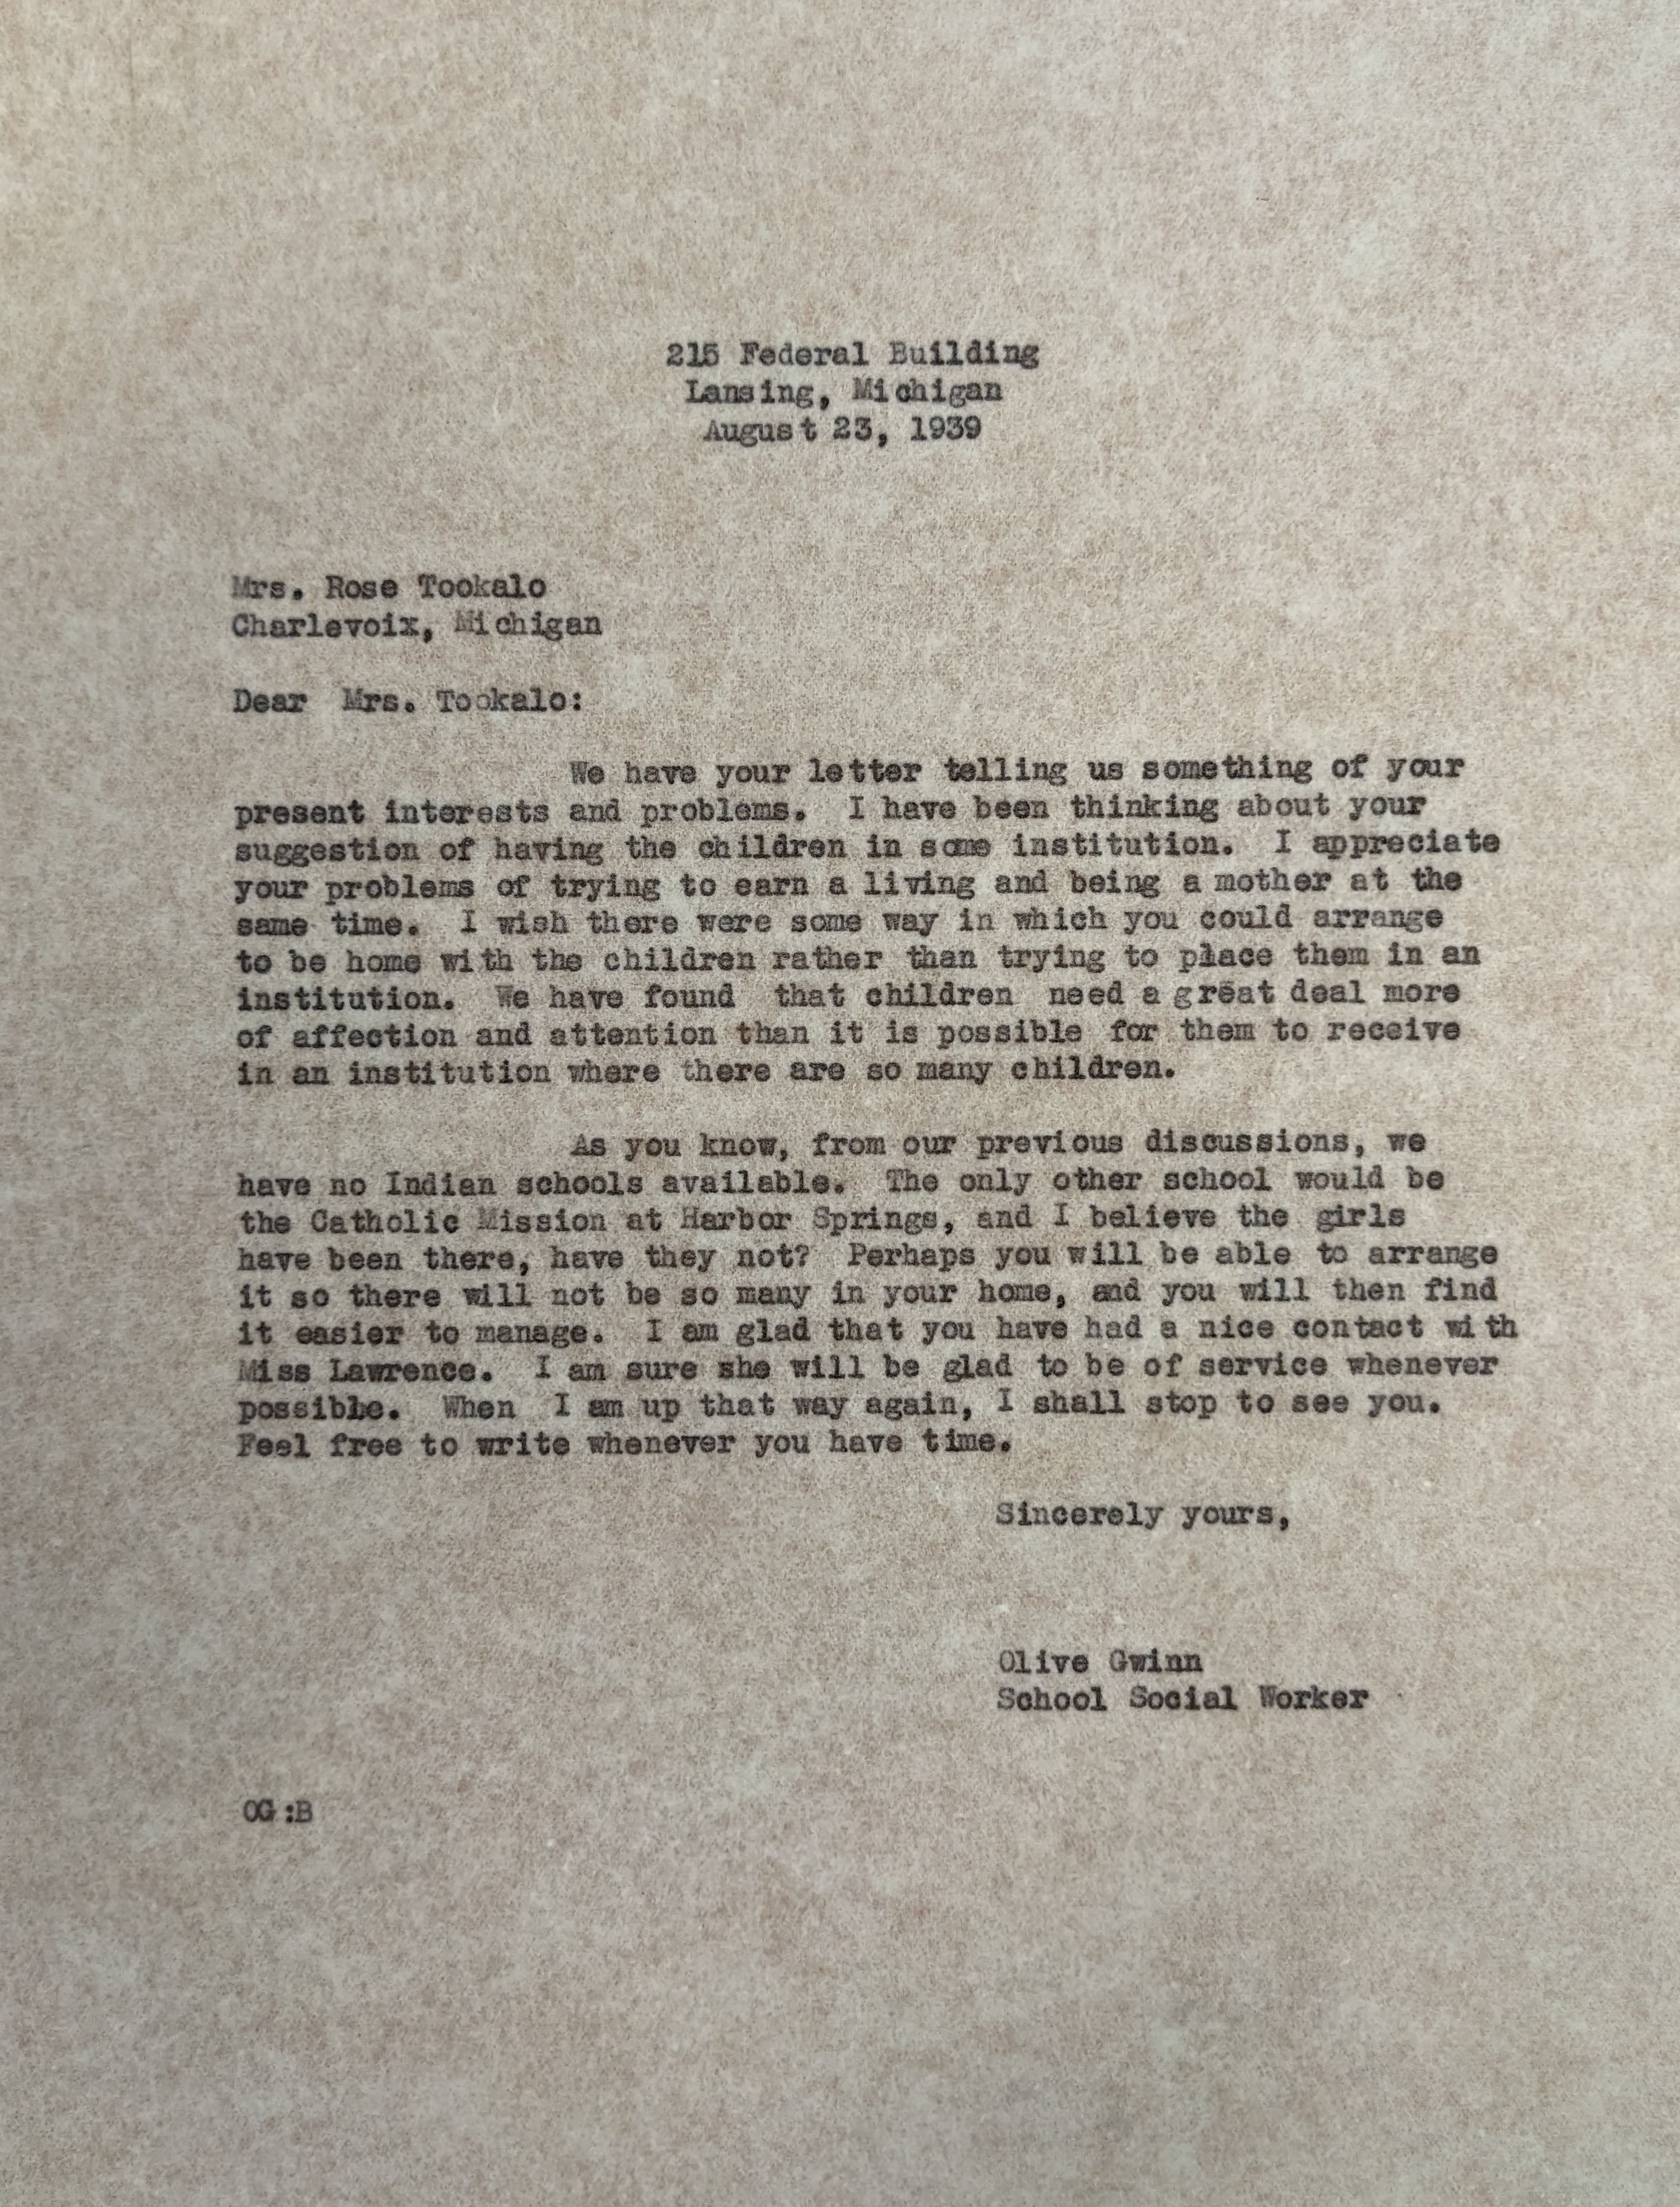 215 Federal Building
Lansing, Michigan
August 23, 1939
Mrs. Rose Tookalo
Charlevoix, Michigan
Dear Mrs. Tookalo:
We have your letter telling us something of your
present interests and problems. I have been thinking about your
suggestion of having the children in some institution. I appreciate
your problems of trying to earn a living and being a mother at the
same time. I wish there were some way in which you could arrange
to be home with the children rather than trying to place them in an
institution. We have found that children need a great deal more
of affection and attention than it is possible for them to receive
in an institution where there are so many children.
As you know, from our previous discussions, we
have no Indian schools available. The only other school would be
the Catholic Mission at Harbor Springs, and I believe the girls
have been there, have they not? Perhaps you will be able to arrange
it so there will not be so many in your home, and you will then find
it easier to manage. I am glad that you have had a nice contact with
Miss Lawrence. I am sure she will be glad to be of service whenever
possible. When I am up that way again, I shall stop to see you.
Feel free to write whenever you have time.
Sincerely yours,
Olive Gwinn
School Social Worker
OG:B